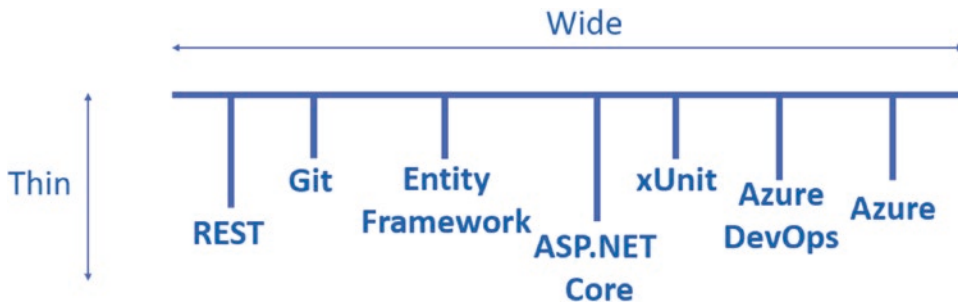 Wide
Thin
REST
Git
Entity
Framework
ASP.NET
Core
xUnit
Azure
DevOps
Azure